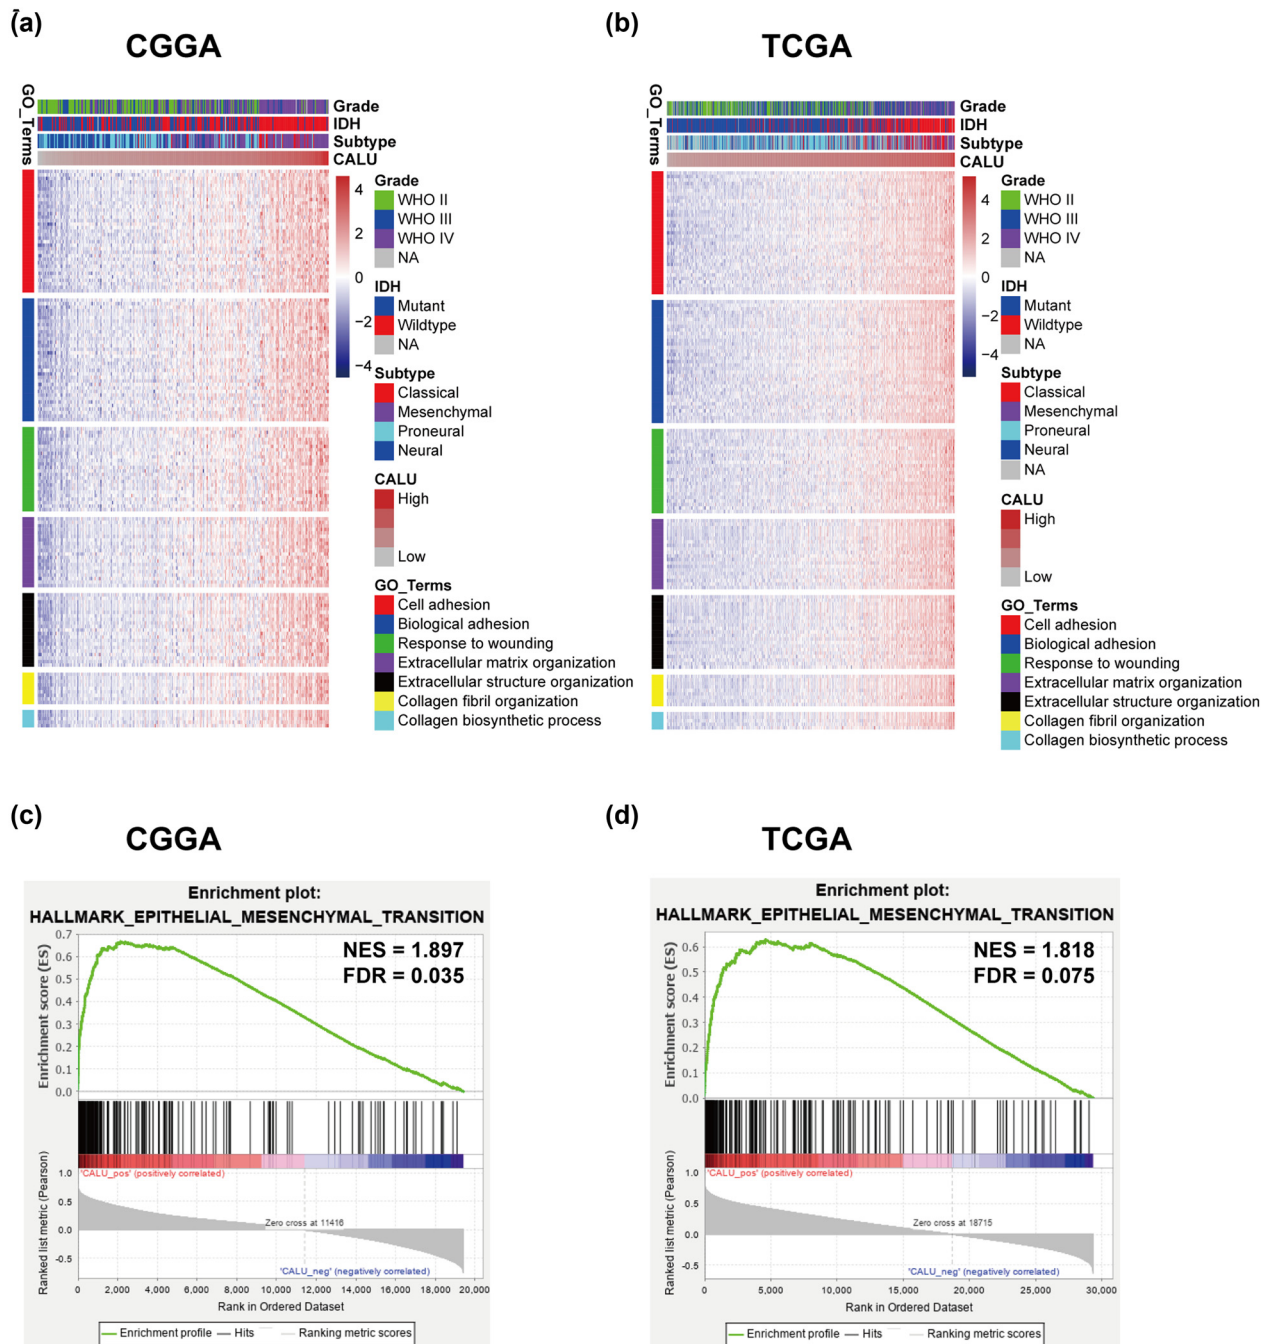 (a)
CGGA
GO_Terms
Grade
IDH
Subtype
CALU
4
2
0
−2
−4
Grade
WHO II
WHO III
WHO IV
NA
IDH
Mutant
Wildtype
NA
Subtype
Classical
Mesenchymal
Proneural
Neural
CALU
High
Low
GO_Terms
Cell adhesion
Biological adhesion
Response to wounding
Extracellular matrix organization
Extracellular structure organization
Collagen fibril organization
Collagen biosynthetic process
(b)
TCGA
GO_Terms
Grade
IDH
Subtype
CALU
4
2
0
−2
−4
Grade
WHO II
WHO III
WHO IV
NA
IDH
Mutant
Wildtype
NA
Subtype
Classical
Mesenchymal
Proneural
Neural
NA
CALU
High
Low
GO_Terms
Cell adhesion
Biological adhesion
Response to wounding
Extracellular matrix organization
Extracellular structure organization
Collagen fibril organization
Collagen biosynthetic process
(c)
CGGA
Enrichment plot:
HALLMARK_EPITHELIAL_MESENCHYMAL_TRANSITION
NES = 1.897
FDR = 0.035
Enrichment score (ES)
0.7
0.6
0.5
0.4
0.3
0.2
0.1
0.0
Ranked list metric (Pearson)
1.0
0.5
0.0
-0.5
'CALU_pos' (positively correlated)
Zero cross at 11416
'CALU_neg' (negatively correlated)
0 2,000 4,000 6,000 8,000 10,000 12,000 14,000 16,000 18,000 20,000
Rank in Ordered Dataset
Enrichment profile Hits Ranking metric scores
(d)
TCGA
Enrichment plot:
HALLMARK_EPITHELIAL_MESENCHYMAL_TRANSITION
NES = 1.818
FDR = 0.075
Enrichment score (ES)
0.6
0.5
0.4
0.3
0.2
0.1
0.0
Ranked list metric (Pearson)
1.0
0.5
0.0
-0.5
'CALU_pos' (positively correlated)
Zero cross at 18715
'CALU_neg' (negatively correlated)
0 5,000 10,000 15,000 20,000 25,000 30,000
Rank in Ordered Dataset
Enrichment profile Hits Ranking metric scores